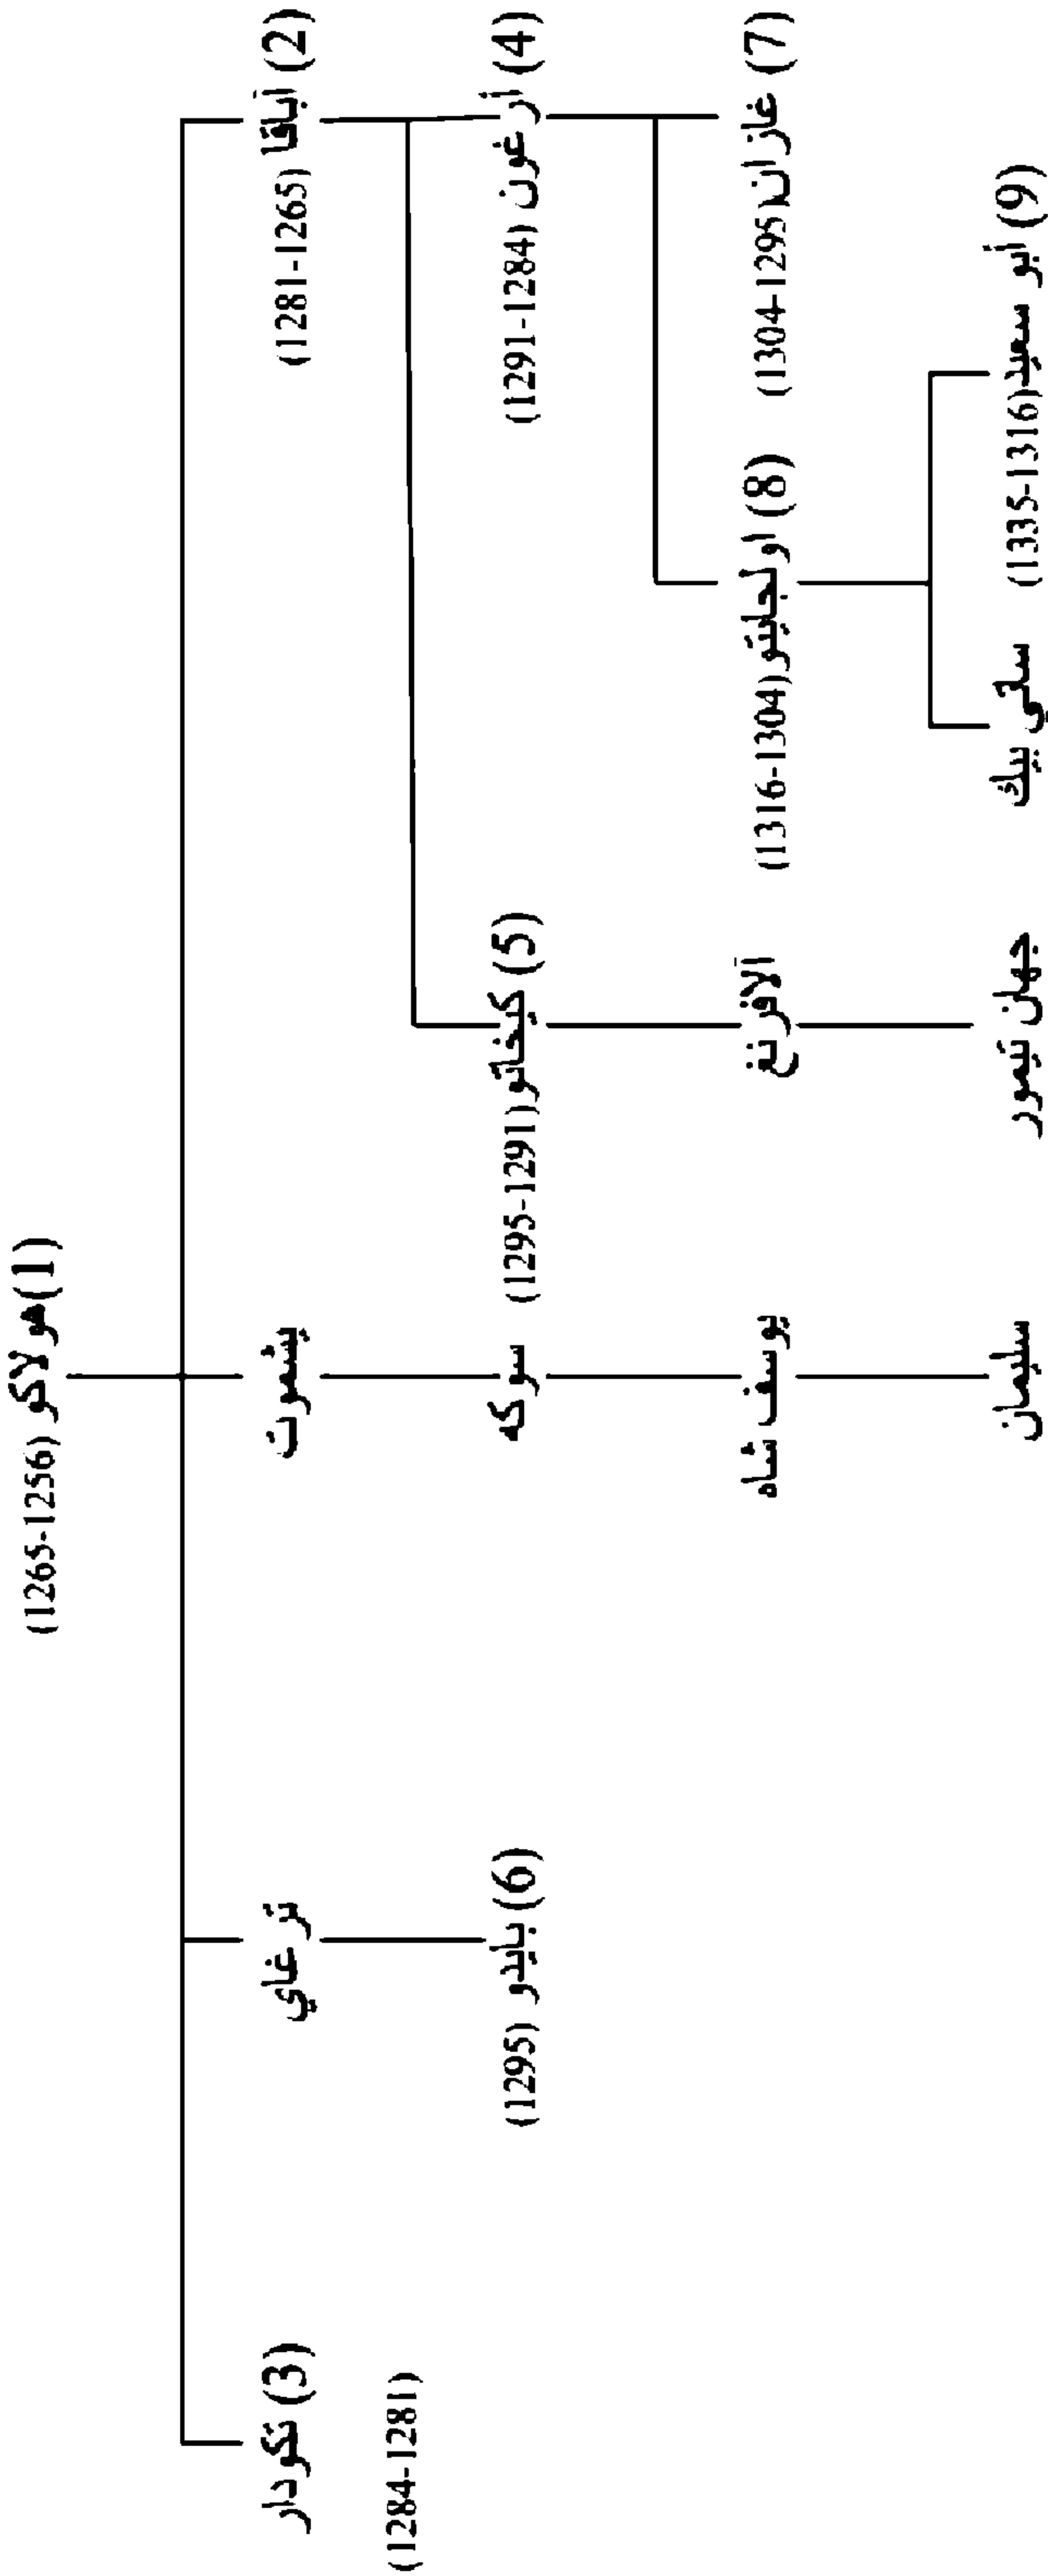 (1) هولاكو (1256-1265)
(2) أباقا (1265-1281)
يشموت
ترغاي
(3) تكودار
(1281-1284)
(4) أرغون (1284-1291)
(5) كيخاتو (1291-1295)
سوكه
(6) بايدو (1295)
(7) غازان (1295-1304)
(8) اولجايتو (1304-1316)
آلافرنغ
يوسف شاه
(9) أبو سعيد (1316-1335)
ساتي بيك
جهان تيمور
سليمان